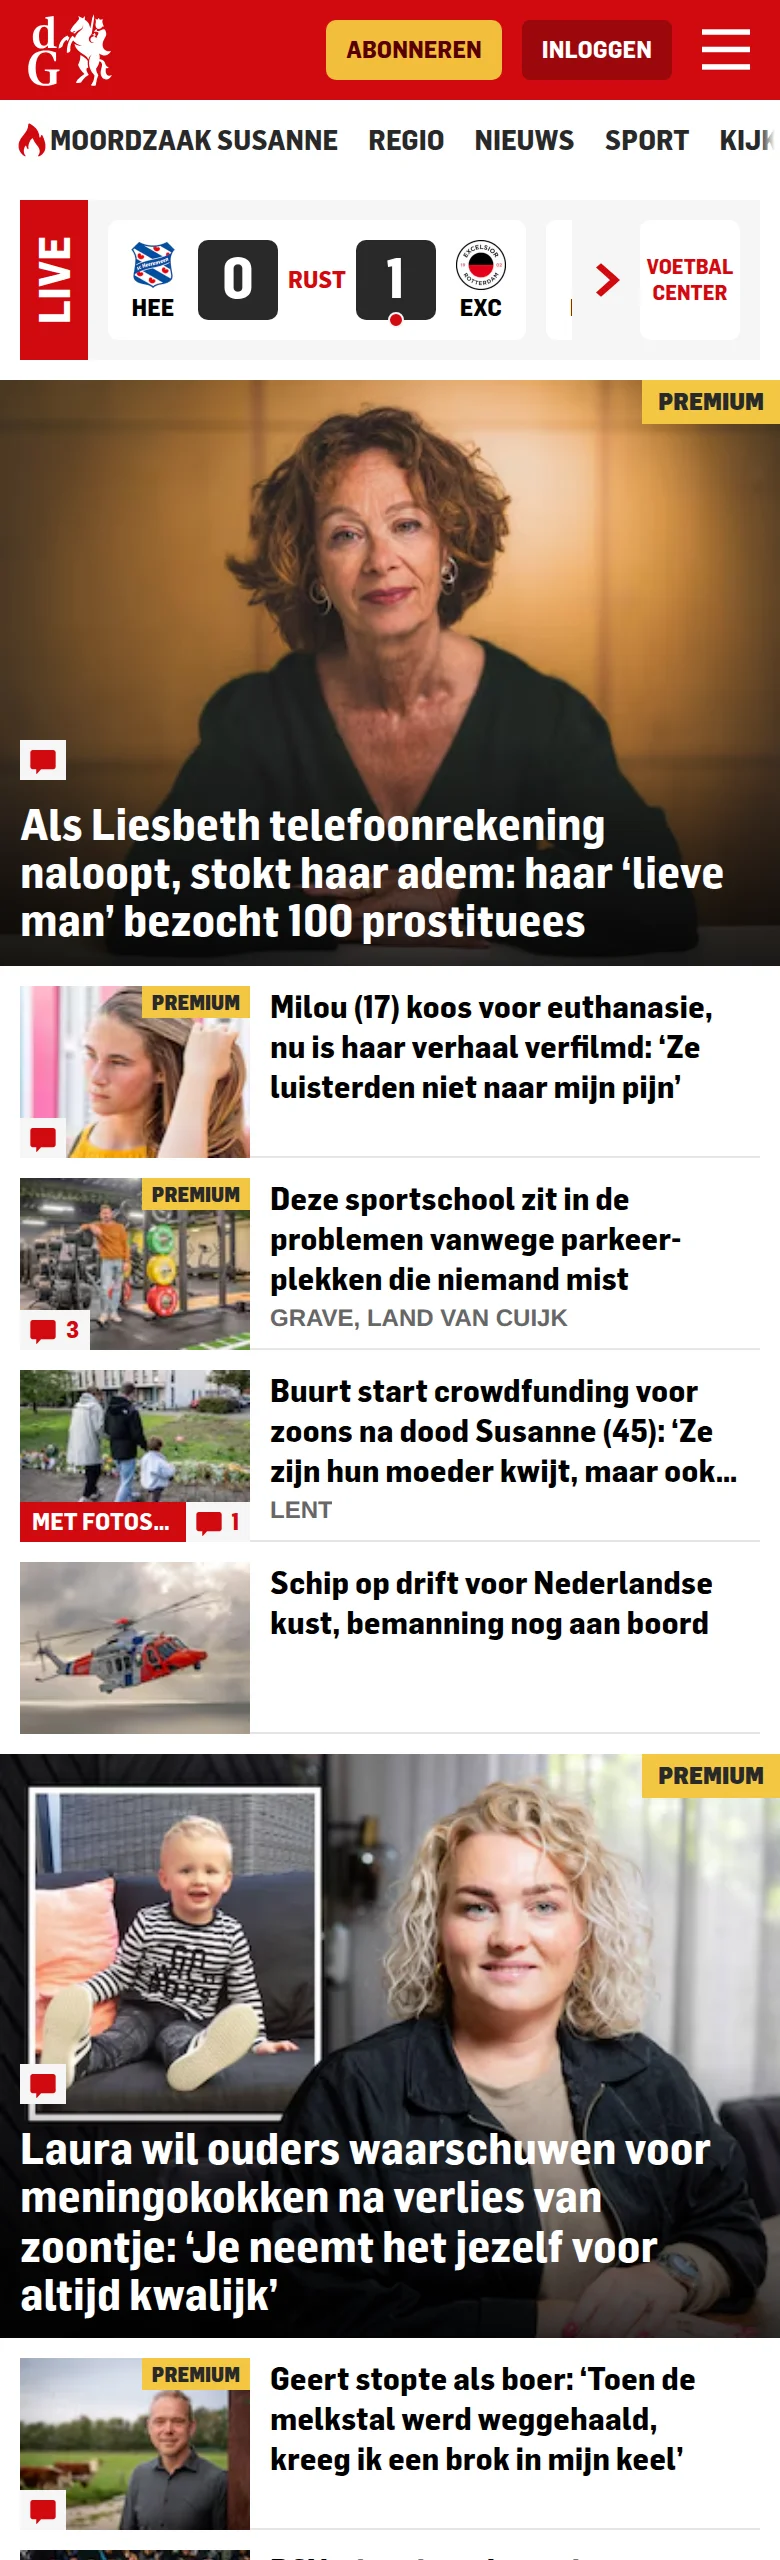 dG
ABONNEREN
INLOGGEN
MOORDZAAK SUSANNE REGIO NIEUWS SPORT KIJK
LIVE
HEE
0
RUST
1
EXCELSIOR
ROTTERDAM
EXC
VOETBAL
CENTER
PREMIUM
Als Liesbeth telefoonrekening
naloopt, stokt haar adem: haar ‘lieve
man’ bezocht 100 prostituees
PREMIUM
Milou (17) koos voor euthanasie,
nu is haar verhaal verfilmd: ‘Ze
luisterden niet naar mijn pijn’
PREMIUM
3
Deze sportschool zit in de
problemen vanwege parkeer-
plekken die niemand mist
GRAVE, LAND VAN CUIJK
MET FOTOS...
1
Buurt start crowdfunding voor
zoons na dood Susanne (45): ‘Ze
zijn hun moeder kwijt, maar ook...
LENT
Schip op drift voor Nederlandse
kust, bemanning nog aan boord
PREMIUM
Laura wil ouders waarschuwen voor
meningokokken na verlies van
zoontje: ‘Je neemt het jezelf voor
altijd kwalijk’
PREMIUM
Geert stopte als boer: ‘Toen de
melkstal werd weggehaald,
kreeg ik een brok in mijn keel’